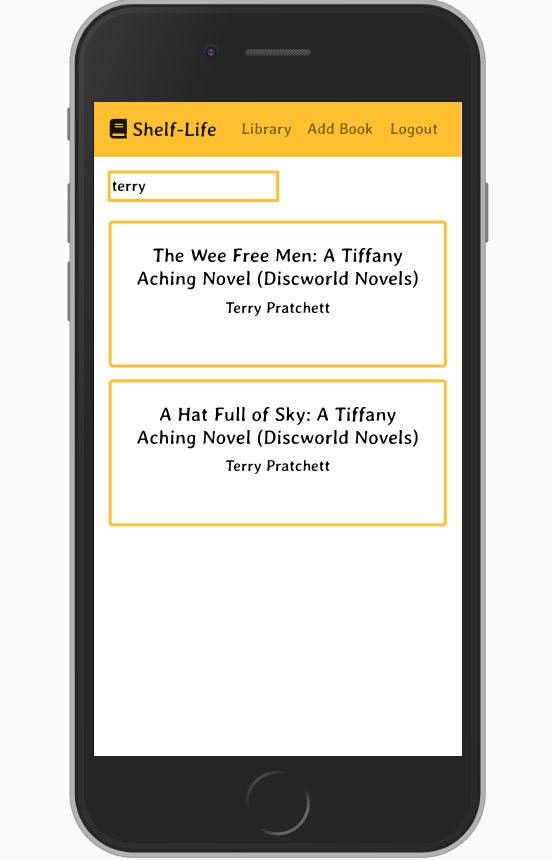 Shelf-Life Library Add Book Logout
terry
The Wee Free Men: A Tiffany
Aching Novel (Discworld Novels)
Terry Pratchett
A Hat Full of Sky: A Tiffany
Aching Novel (Discworld Novels)
Terry Pratchett